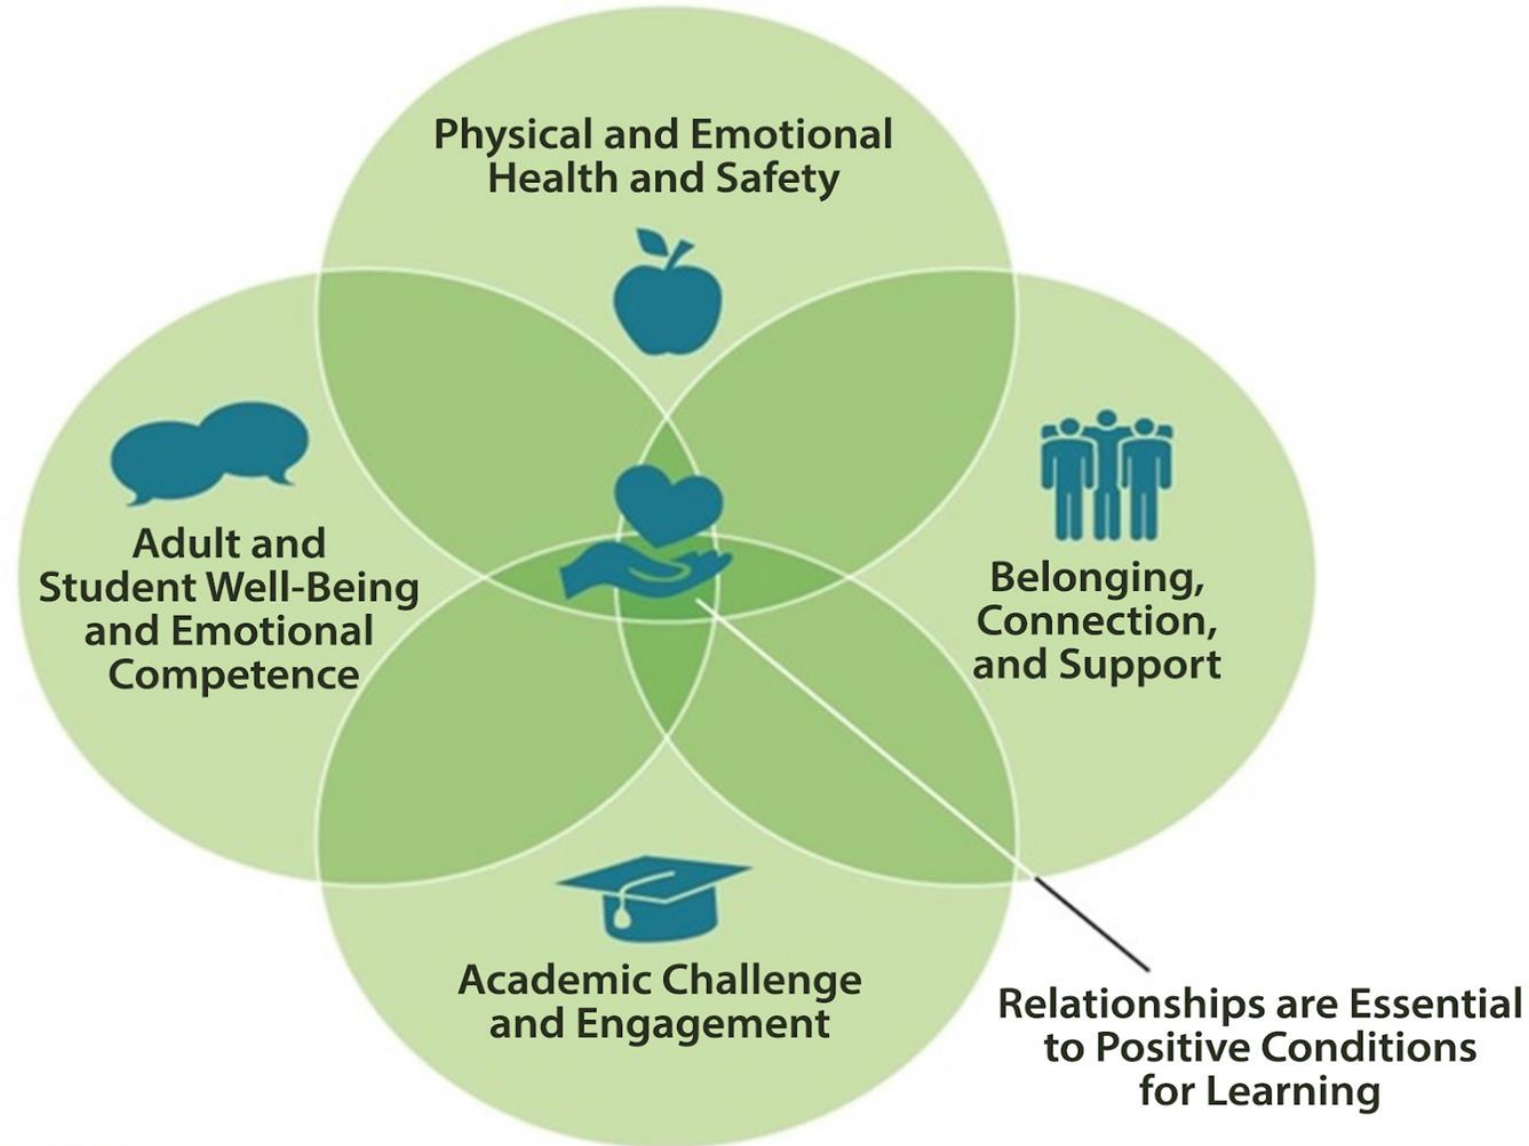 Physical and Emotional
Health and Safety
Adult and
Student Well-Being
and Emotional
Competence
Belonging,
Connection,
and Support
Academic Challenge
and Engagement
Relationships are Essential
to Positive Conditions
for Learning